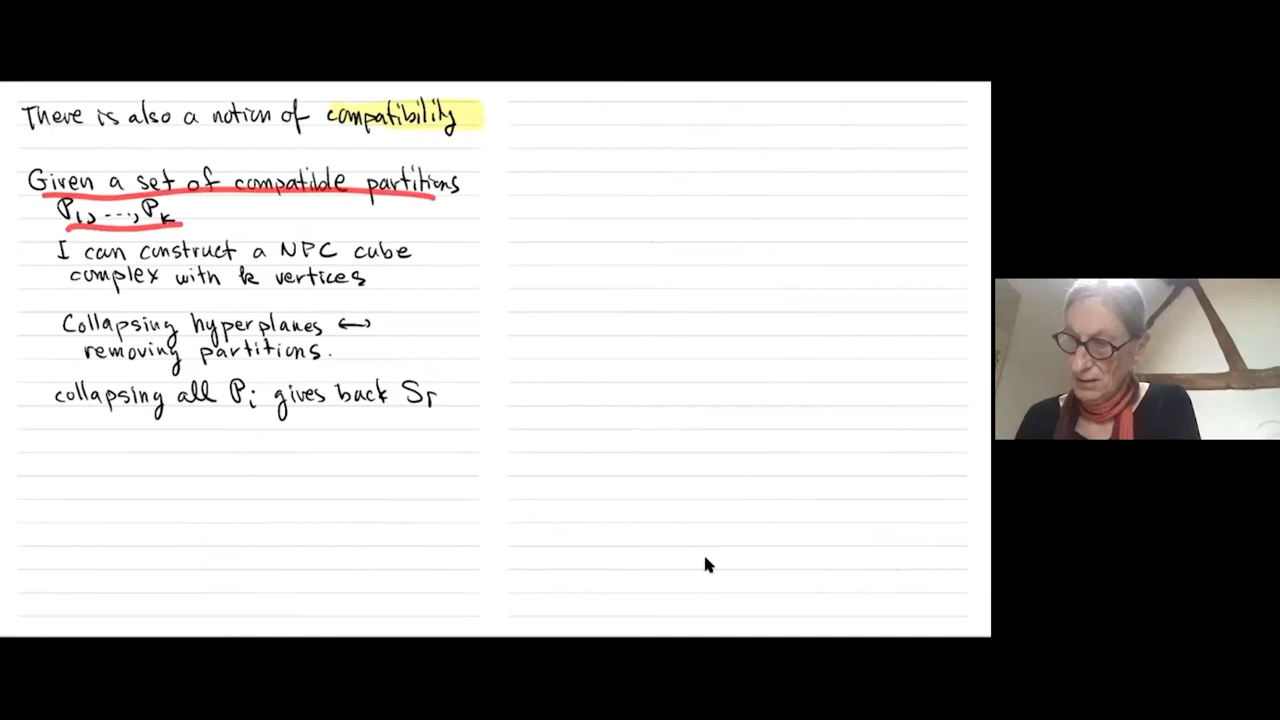 There is also a notion of compatibility
Given a set of compatible partitions
P1, ..., Pk
I can construct a NPC cube
complex with k vertices
Collapsing hyperplanes ↔
removing partitions.
collapsing all Pi gives back SΓ